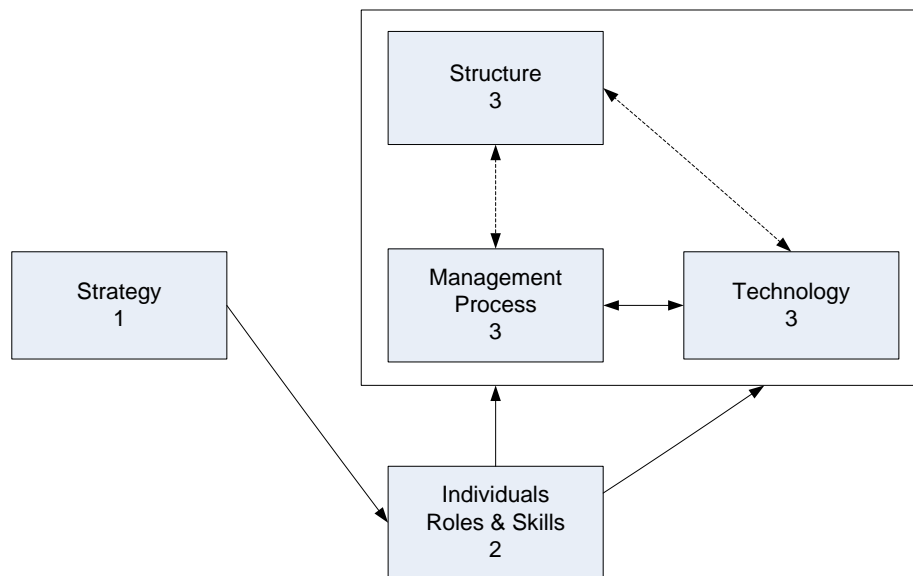 Structure
3
Strategy
1
Management
Process
3
Technology
3
Individuals
Roles & Skills
2